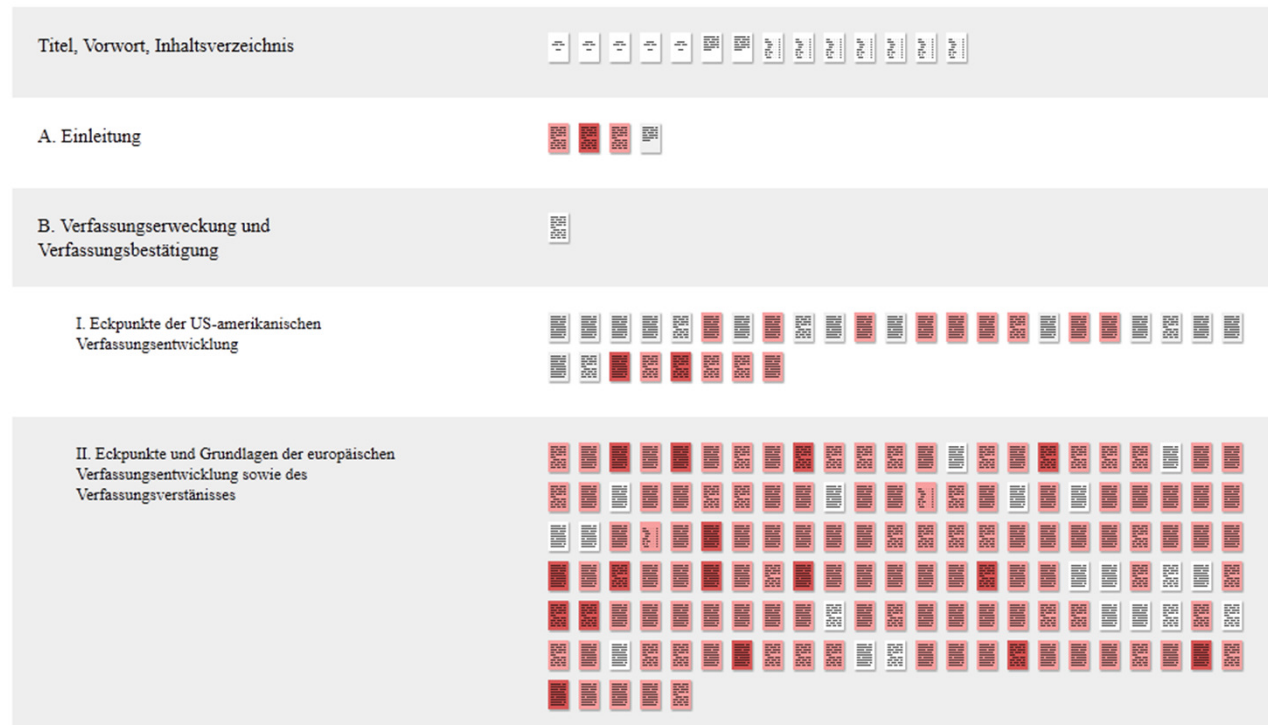 Titel, Vorwort, Inhaltsverzeichnis
A. Einleitung
B. Verfassungserweckung und
Verfassungsbestätigung
I. Eckpunkte der US-amerikanischen
Verfassungsentwicklung
II. Eckpunkte und Grundlagen der europäischen
Verfassungsentwicklung sowie des
Verfassungsverstänisses